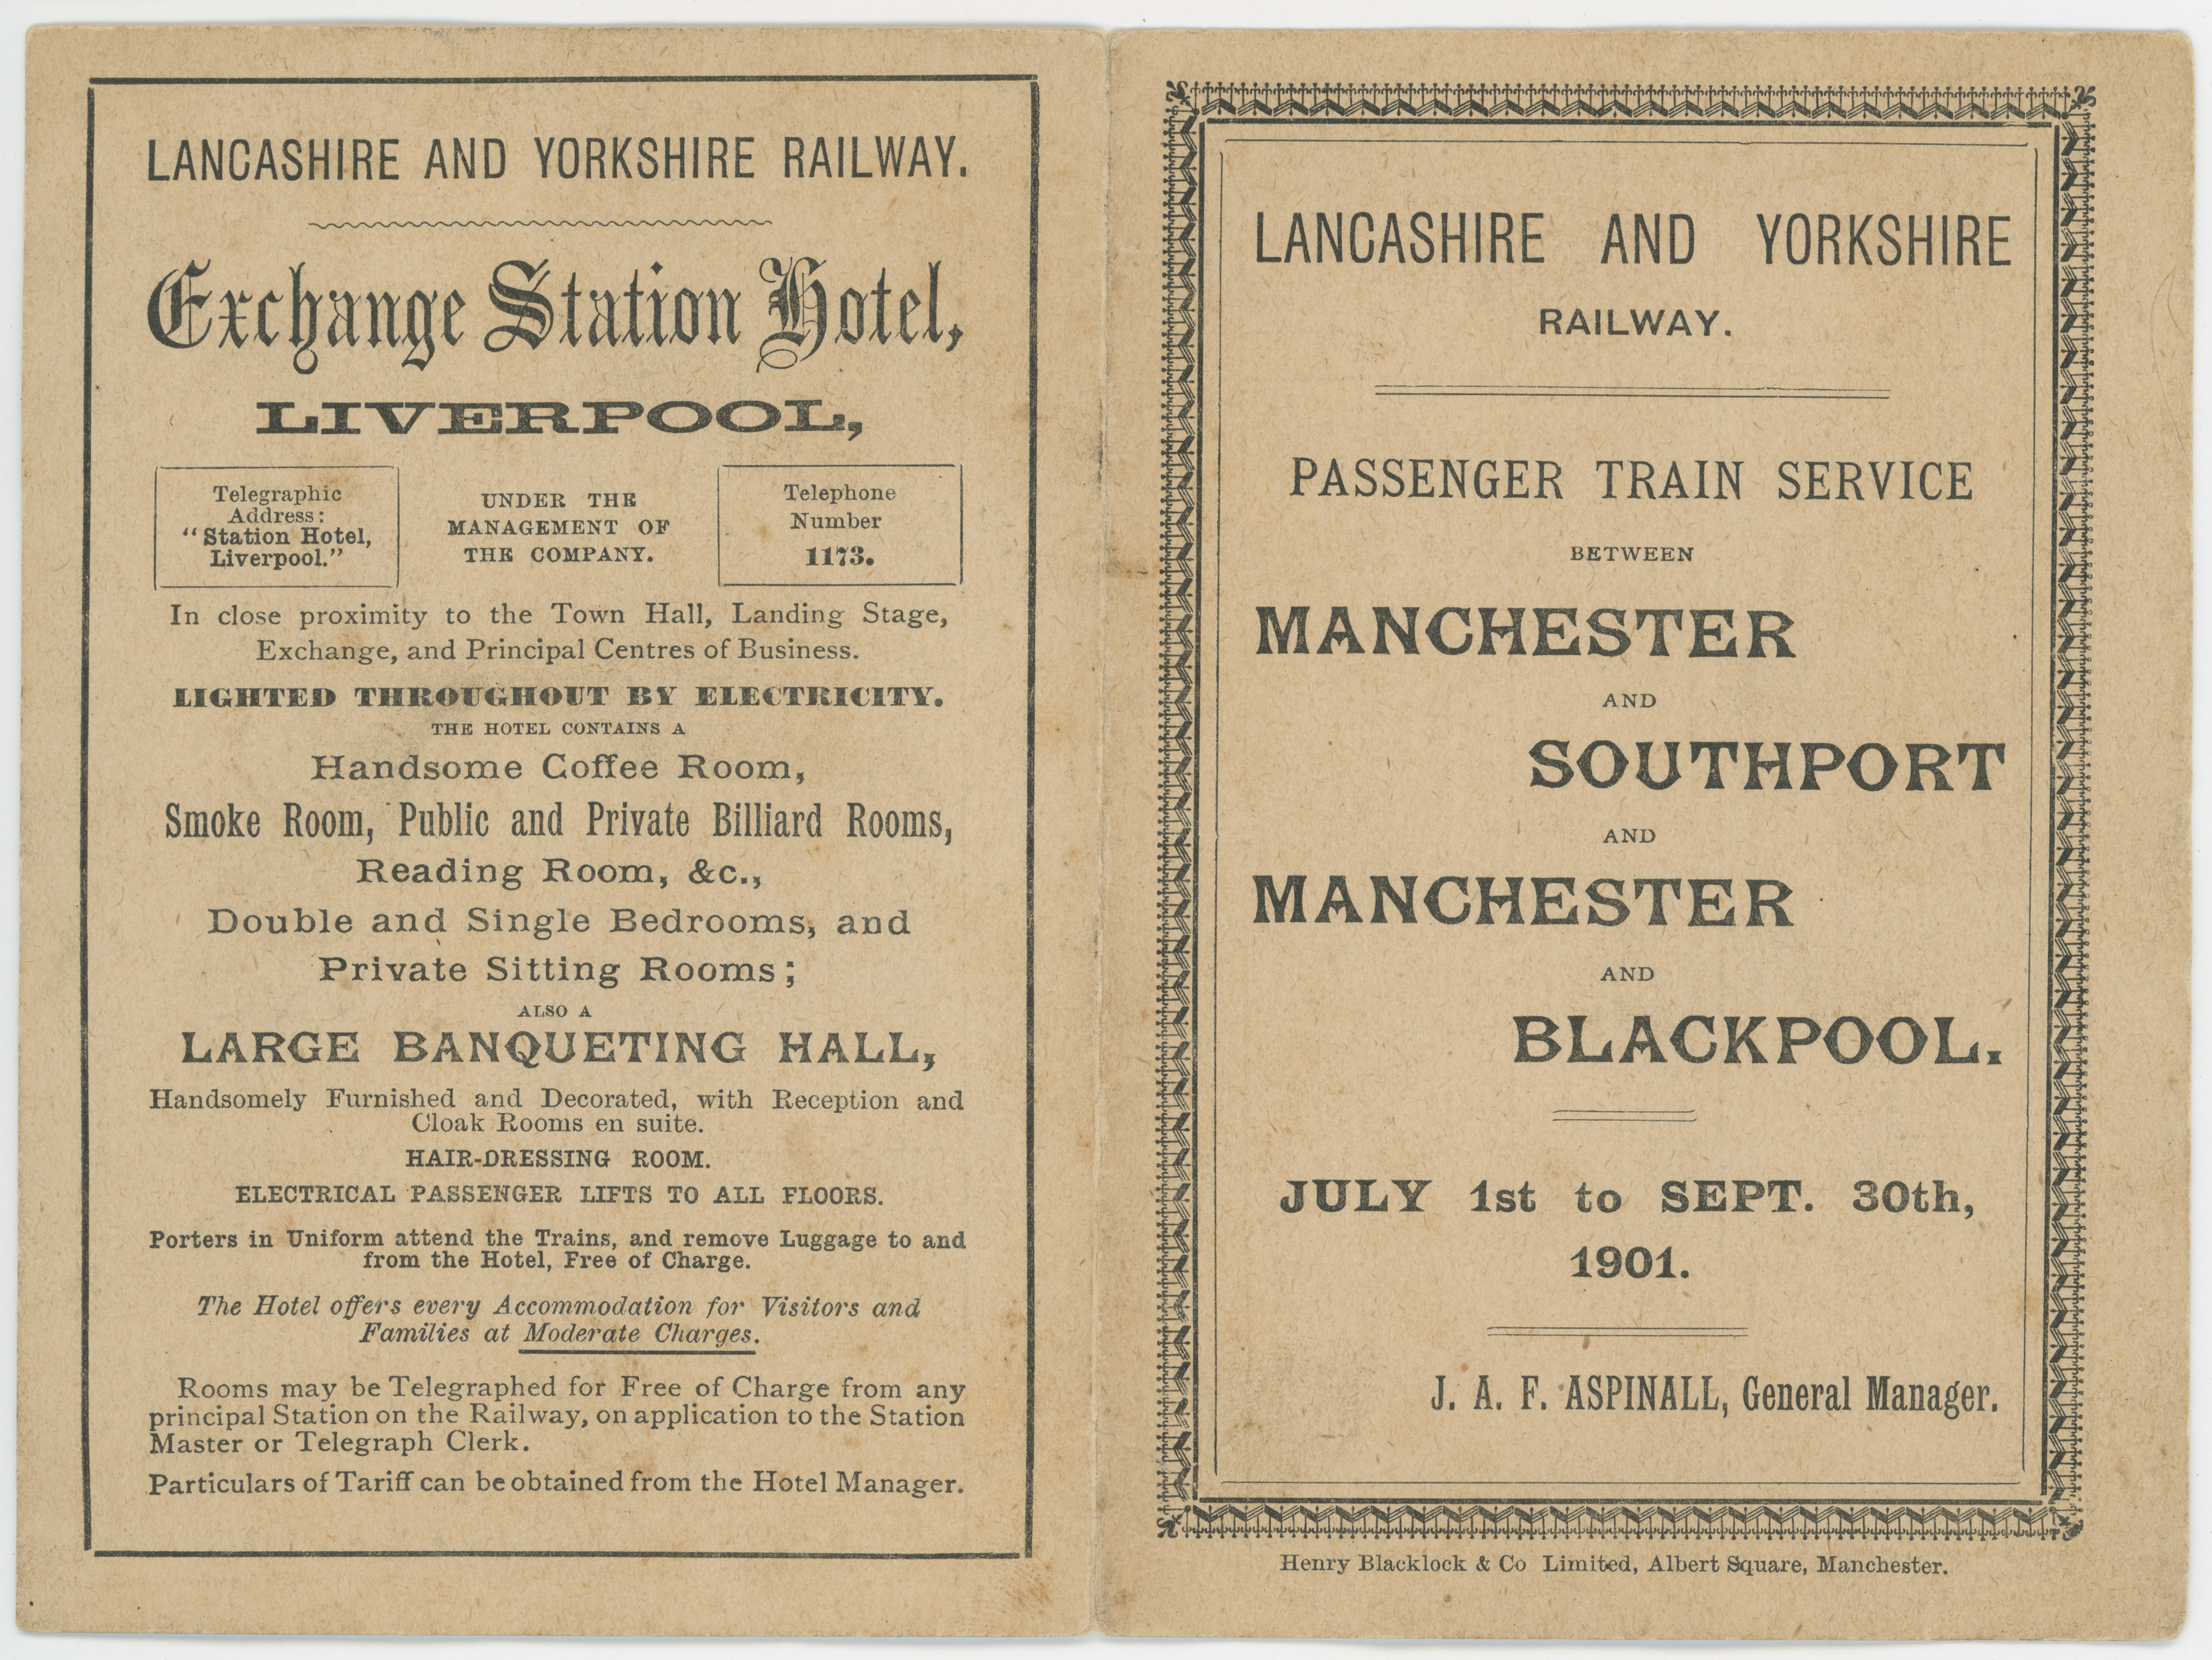 LANCASHIRE AND YORKSHIRE RAILWAY.
Exchange Station Hotel,
LIVERPOOL,
Telegraphic
Address:
"Station Hotel,
Liverpool."
UNDER THE
MANAGEMENT OF
THE COMPANY.
Telephone
Number
1173.
In close proximity to the Town Hall, Landing Stage,
Exchange, and Principal Centres of Business.
LIGHTED THROUGHOUT BY ELECTRICITY.
THE HOTEL CONTAINS A
Handsome Coffee Room,
Smoke Room, Public and Private Billiard Rooms,
Reading Room, &c.,
Double and Single Bedrooms, and
Private Sitting Rooms;
ALSO A
LARGE BANQUETING HALL,
Handsomely Furnished and Decorated, with Reception and
Cloak Rooms en suite.
HAIR-DRESSING ROOM.
ELECTRICAL PASSENGER LIFTS TO ALL FLOORS.
Porters in Uniform attend the Trains, and remove Luggage to and
from the Hotel, Free of Charge.
The Hotel offers every Accommodation for Visitors and
Families at Moderate Charges.
Rooms may be Telegraphed for Free of Charge from any
principal Station on the Railway, on application to the Station
Master or Telegraph Clerk.
Particulars of Tariff can be obtained from the Hotel Manager.
LANCASHIRE AND YORKSHIRE
RAILWAY.
PASSENGER TRAIN SERVICE
BETWEEN
MANCHESTER
AND
SOUTHPORT
AND
MANCHESTER
AND
BLACKPOOL.
JULY 1st to SEPT. 30th,
1901.
J. A. F. ASPINALL, General Manager.
Henry Blacklock & Co Limited, Albert Square, Manchester.